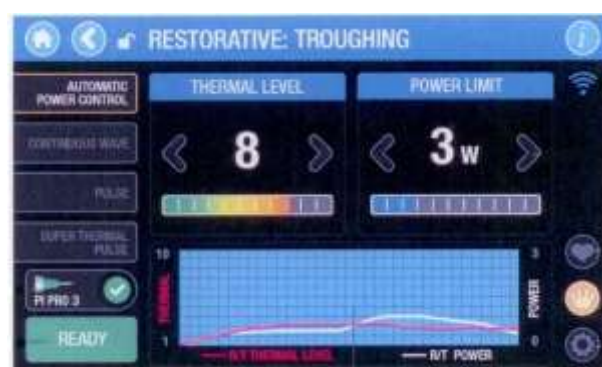 RESTORATIVE: TROUGHING
i
AUTOMATIC
POWER CONTROL
CONTINUOUS WAVE
PULSE
SUPER THERMAL
PULSE
PI PRO 3
READY
THERMAL LEVEL
8
POWER LIMIT
3 W
10
THERMAL
1
3
POWER
0
R/T THERMAL LEVEL
R/T POWER